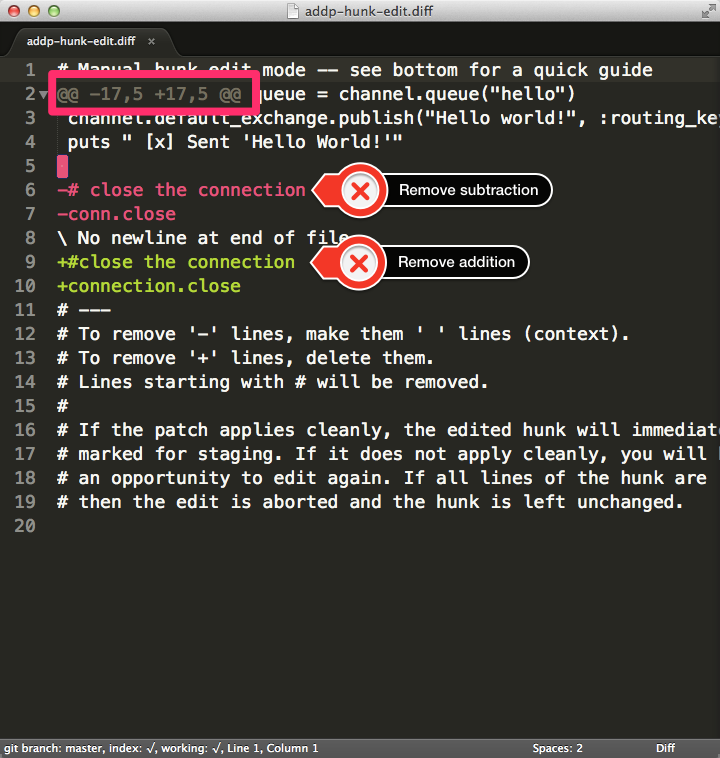 addp-hunk-edit.diff
addp-hunk-edit.diff ×
1 # Manual hunk edit mode -- see bottom for a quick guide
2 @@ -17,5 +17,5 @@ queue = channel.queue("hello")
3 channel.default_exchange.publish("Hello world!", :routing_ke
4 puts " [x] Sent 'Hello World!'"
5
6 -# close the connection Remove subtraction
7 -conn.close
8 \ No newline at end of file
9 +#close the connection Remove addition
10 +connection.close
11 # ---
12 # To remove '-' lines, make them ' ' lines (context).
13 # To remove '+' lines, delete them.
14 # Lines starting with # will be removed.
15 #
16 # If the patch applies cleanly, the edited hunk will immediat
17 # marked for staging. If it does not apply cleanly, you will
18 # an opportunity to edit again. If all lines of the hunk are
19 # then the edit is aborted and the hunk is left unchanged.
20
git branch: master, index: √, working: √, Line 1, Column 1 Spaces: 2 Diff